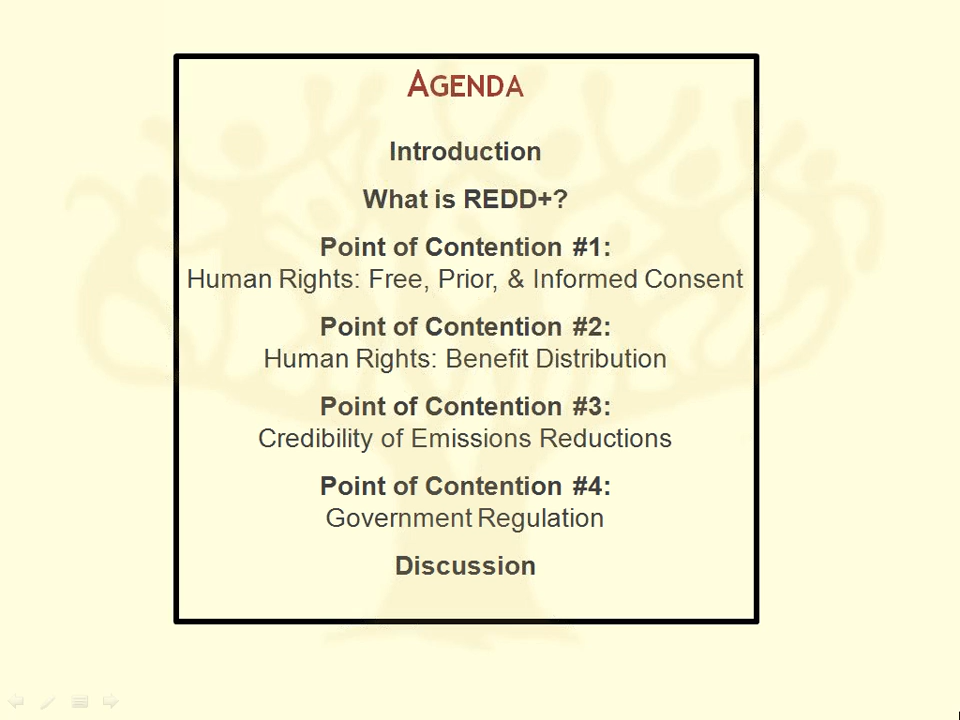 AGENDA
Introduction
What is REDD+?
Point of Contention #1:
Human Rights: Free, Prior, & Informed Consent
Point of Contention #2:
Human Rights: Benefit Distribution
Point of Contention #3:
Credibility of Emissions Reductions
Point of Contention #4:
Government Regulation
Discussion